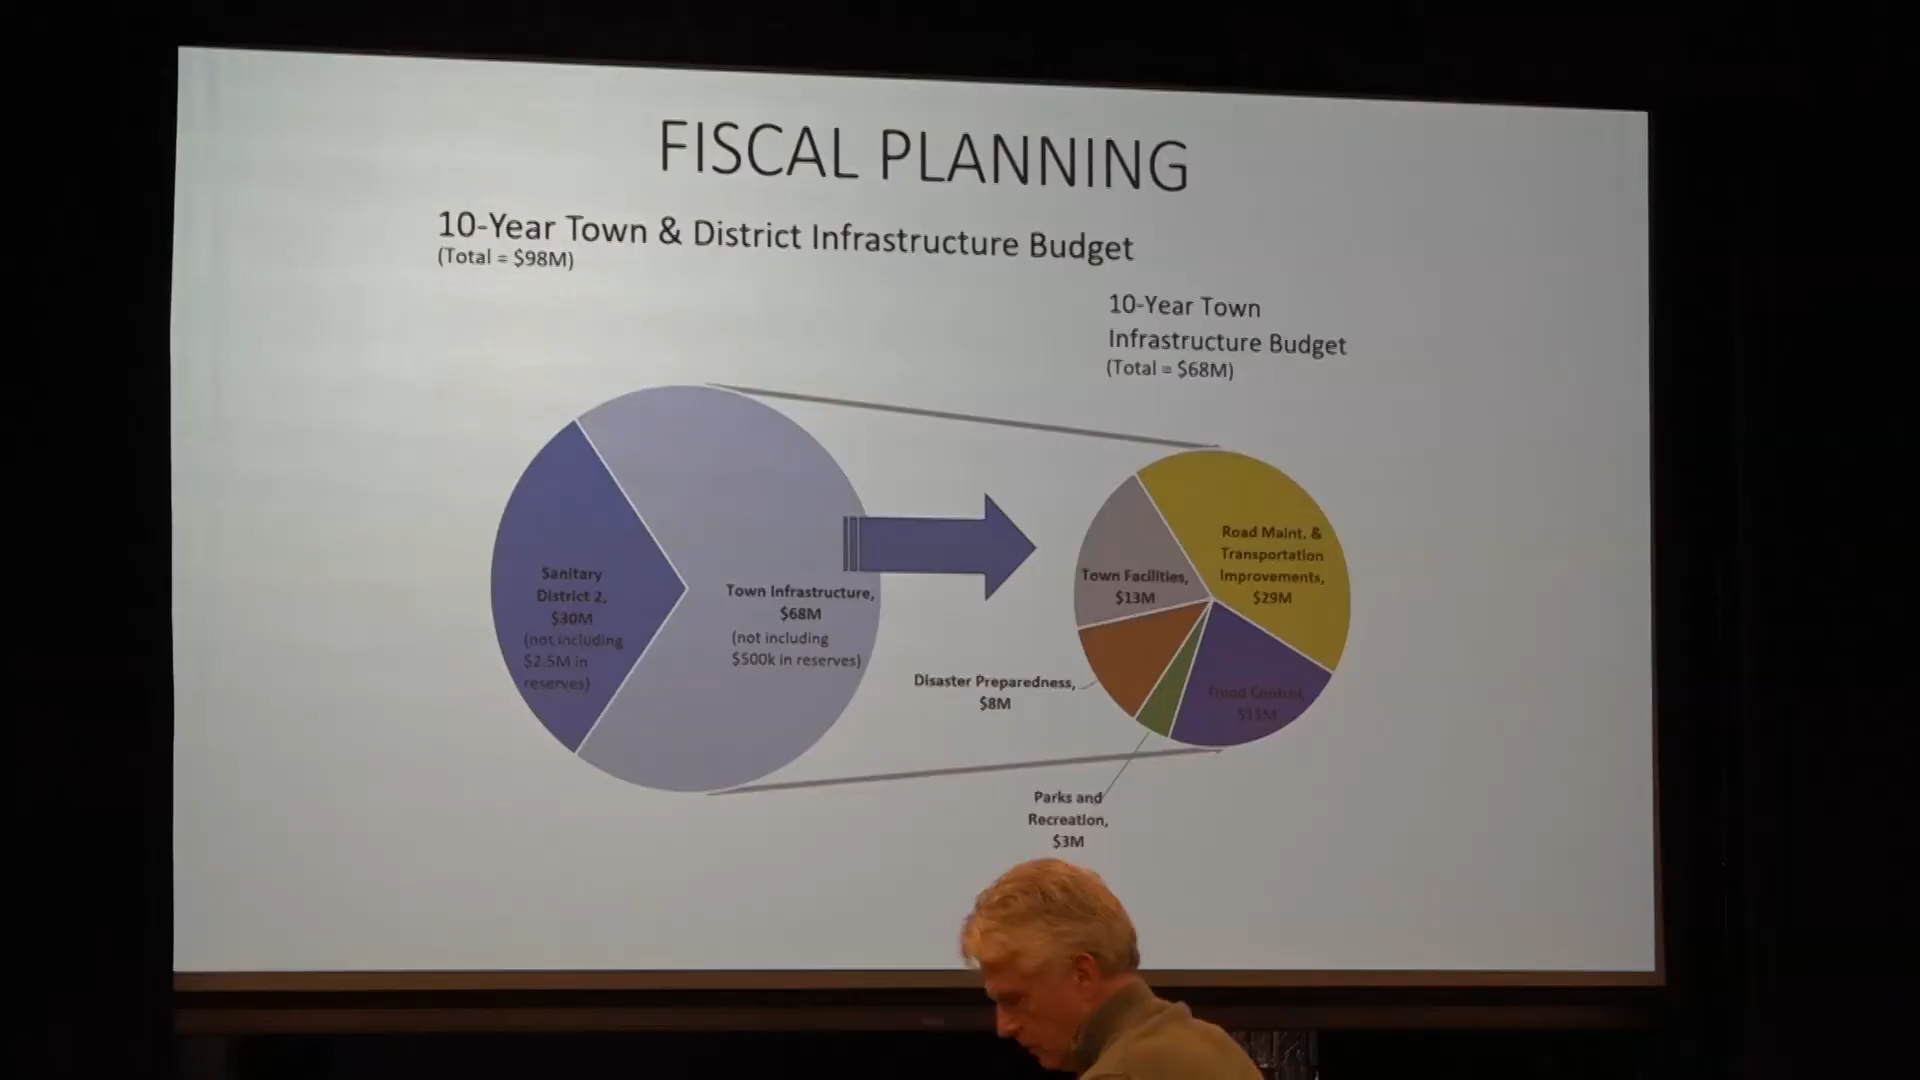 FISCAL PLANNING
10-Year Town & District Infrastructure Budget
(Total = $98M)
10-Year Town
Infrastructure Budget
(Total = $68M)
Sanitary
District 2,
$30M
(not including
$2.5M in
reserves)
Town Infrastructure,
$68M
(not including
$500k in reserves)
Town Facilities,
$13M
Road Maint. &
Transportation
Improvements,
$29M
Disaster Preparedness,
$8M
Flood Control,
Parks and
Recreation,
$3M